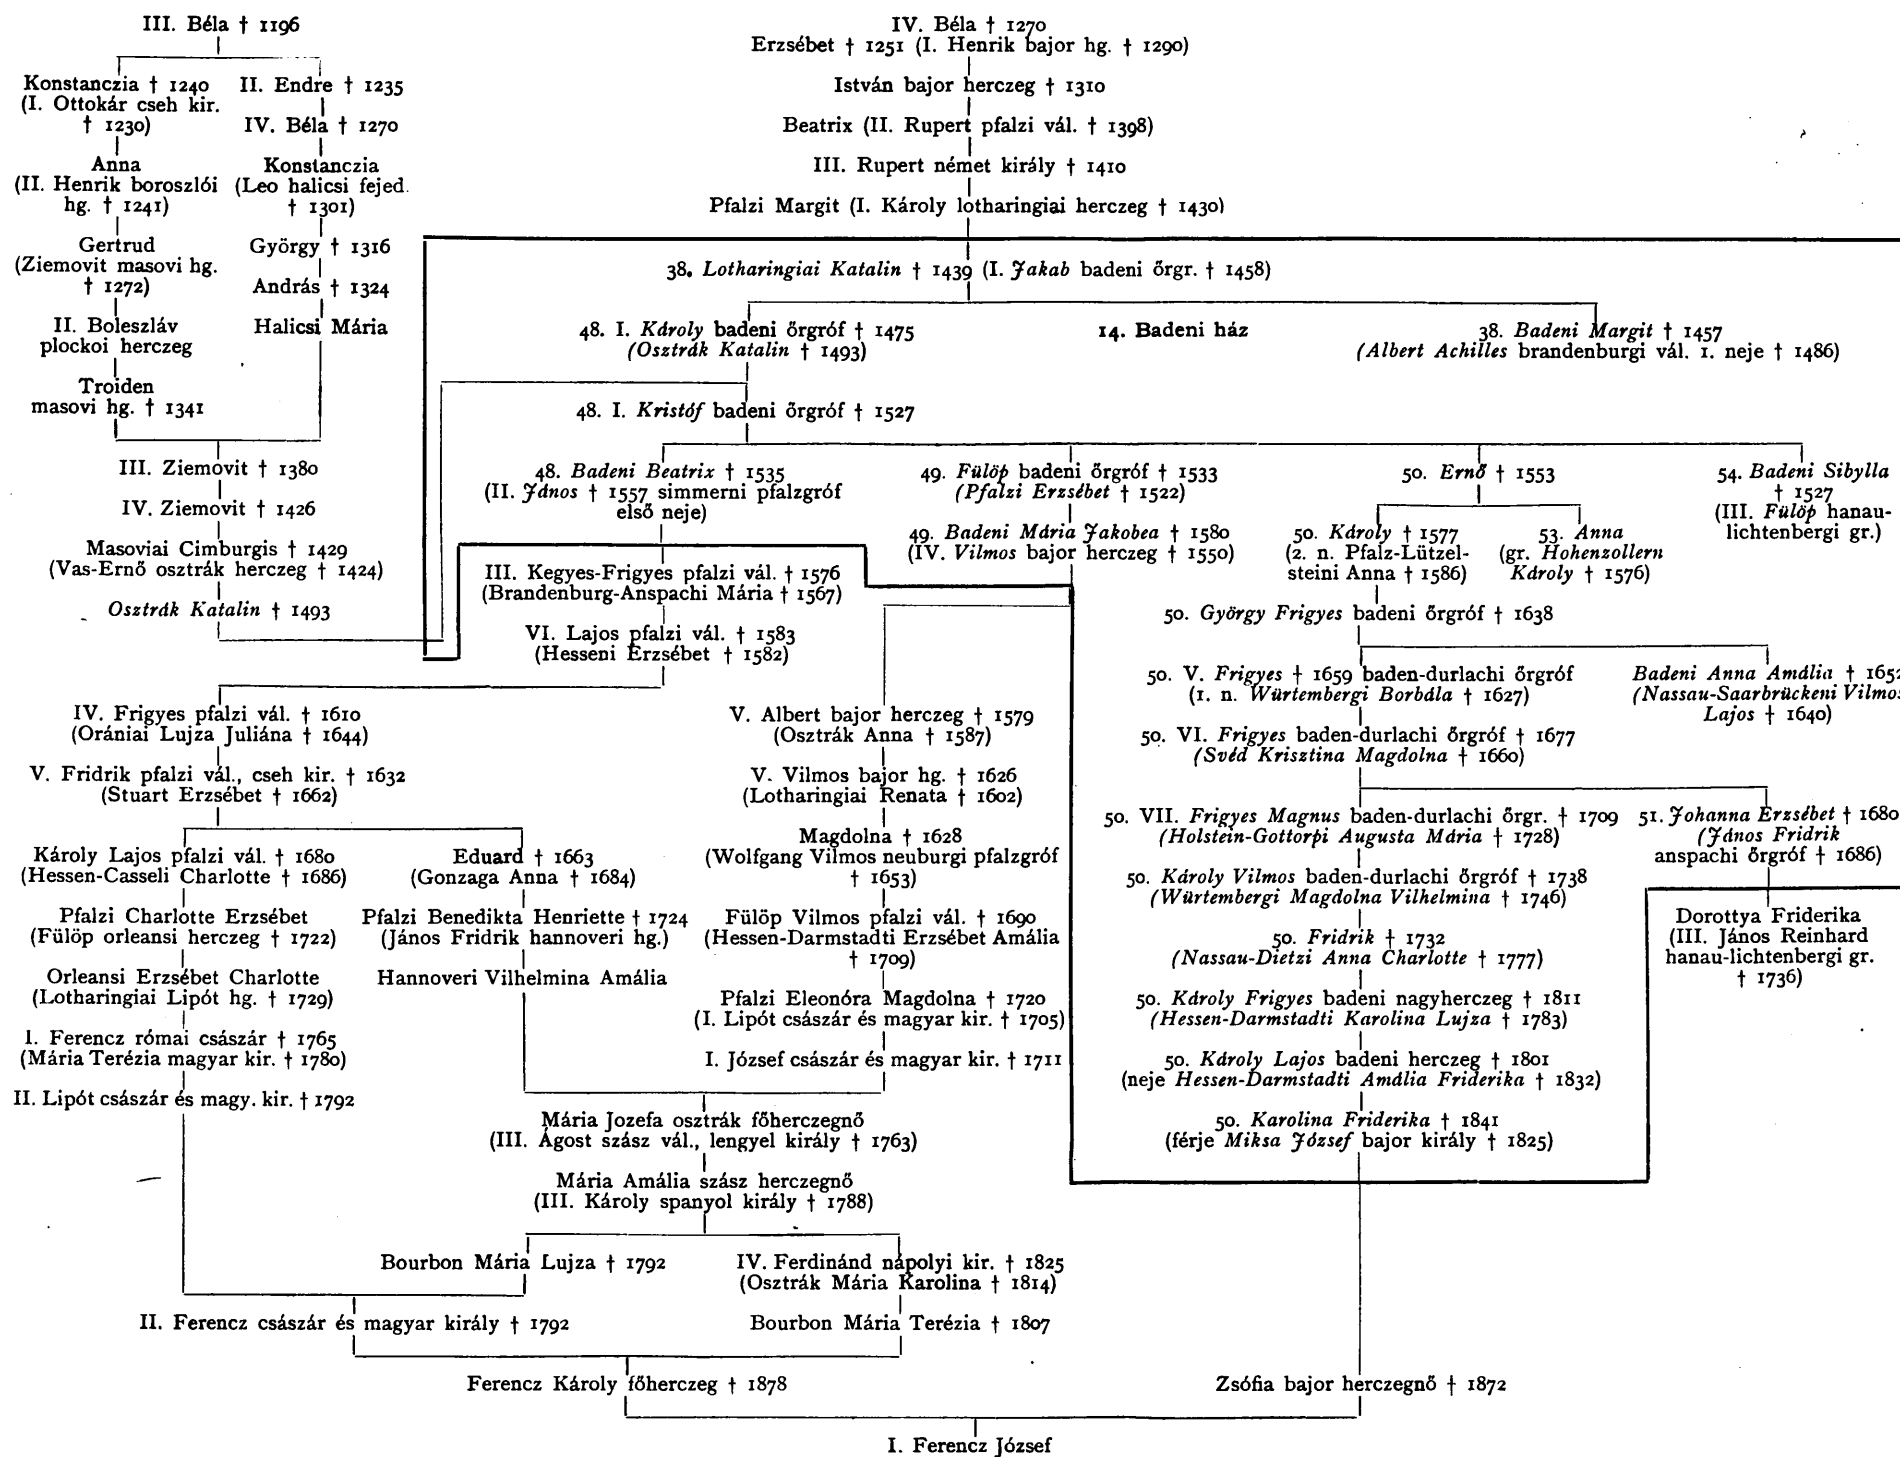 III. Béla † 1196
Konstanczia † 1240
(I. Ottokár cseh kir.
† 1230)
II. Endre † 1235
IV. Béla † 1270
Anna
(II. Henrik boroszlói
hg. † 1241)
Konstanczia
(Leo halicsi fejed.
† 1301)
Gertrud
(Ziemovit masovi hg.
† 1272)
György † 1316
András † 1324
II. Boleszláv
plockoi herczeg
Halicsi Mária
Troiden
masovi hg. † 1341
III. Ziemovit † 1380
IV. Ziemovit † 1426
Masoviai Cimburgis † 1429
(Vas-Ernő osztrák herczeg † 1424)
Osztrák Katalin † 1493
IV. Béla † 1270
Erzsébet † 1251 (I. Henrik bajor hg. † 1290)
István bajor herczeg † 1310
Beatrix (II. Rupert pfalzi vál. † 1398)
III. Rupert német király † 1410
Pfalzi Margit (I. Károly lotharingiai herczeg † 1430)
38. Lotharingiai Katalin † 1439 (I. Jakab badeni őrgr. † 1458)
48. I. Károly badeni őrgróf † 1475
(Osztrák Katalin † 1493)
14. Badeni ház
38. Badeni Margit † 1457
(Albert Achilles brandenburgi vál. 1. neje † 1486)
48. I. Kristóf badeni őrgróf † 1527
48. Badeni Beatrix † 1535
(II. János † 1557 simmerni pfalzgróf
első neje)
49. Fülöp badeni őrgróf † 1533
(Pfalzi Erzsébet † 1522)
50. Ernő † 1553
54. Badeni Sibylla
† 1527
(III. Fülöp hanau-
lichtenbergi gr.)
49. Badeni Mária Jakobea † 1580
(IV. Vilmos bajor herczeg † 1550)
50. Károly † 1577
(2. n. Pfalz-Lützel-
steini Anna † 1586)
53. Anna
(gr. Hohenzollern
Károly † 1576)
III. Kegyes-Frigyes pfalzi vál. † 1576
(Brandenburg-Anspachi Mária † 1567)
VI. Lajos pfalzi vál. † 1583
(Hesseni Erzsébet † 1582)
50. György Frigyes badeni őrgróf † 1638
50. V. Frigyes † 1659 baden-durlachi őrgróf
(1. n. Würtembergi Borbála † 1627)
Badeni Anna Amália † 1652
(Nassau-Saarbrückeni Vilmos
Lajos † 1640)
IV. Frigyes pfalzi vál. † 1610
(Orániai Lujza Juliána † 1644)
V. Albert bajor herczeg † 1579
(Osztrák Anna † 1587)
50. VI. Frigyes baden-durlachi őrgróf † 1677
(Svéd Krisztina Magdolna † 1660)
V. Fridrik pfalzi vál., cseh kir. † 1632
(Stuart Erzsébet † 1662)
V. Vilmos bajor hg. † 1626
(Lotharingiai Renata † 1602)
50. VII. Frigyes Magnus baden-durlachi őrgr. † 1709
(Holstein-Gottorpi Augusta Mária † 1728)
51. Johanna Erzsébet † 1680
(János Fridrik
anspachi őrgróf † 1686)
Károly Lajos pfalzi vál. † 1680
(Hessen-Casseli Charlotte † 1686)
Eduard † 1663
(Gonzaga Anna † 1684)
Magdolna † 1628
(Wolfgang Vilmos neuburgi pfalzgróf
† 1653)
50. Károly Vilmos baden-durlachi őrgróf † 1738
(Würtembergi Magdolna Vilhelmina † 1746)
Pfalzi Charlotte Erzsébet
(Fülöp orleansi herczeg † 1722)
Pfalzi Benedikta Henriette † 1724
(János Fridrik hannoveri hg.)
Fülöp Vilmos pfalzi vál. † 1690
(Hessen-Darmstadti Erzsébet Amália
† 1709)
50. Fridrik † 1732
(Nassau-Dietzi Anna Charlotte † 1777)
Dorottya Friderika
(III. János Reinhard
hanau-lichtenbergi gr.
† 1736)
Orleansi Erzsébet Charlotte
(Lotharingiai Lipót hg. † 1729)
Hannoveri Vilhelmina Amália
Pfalzi Eleonóra Magdolna † 1720
(I. Lipót császár és magyar kir. † 1705)
50. Károly Frigyes badeni nagyherczeg † 1811
(Hessen-Darmstadti Karolina Lujza † 1783)
I. Ferencz római császár † 1765
(Mária Terézia magyar kir. † 1780)
I. József császár és magyar kir. † 1711
50. Károly Lajos badeni herczeg † 1801
(neje Hessen-Darmstadti Amália Friderika † 1832)
II. Lipót császár és magy. kir. † 1792
Mária Jozefa osztrák főherczegnő
(III. Ágost szász vál., lengyel király † 1763)
50. Karolina Friderika † 1841
(férje Miksa József bajor király † 1825)
Mária Amália szász herczegnő
(III. Károly spanyol király † 1788)
Bourbon Mária Lujza † 1792
IV. Ferdinánd nápolyi kir. † 1825
(Osztrák Mária Karolina † 1814)
II. Ferencz császár és magyar király † 1792
Bourbon Mária Terézia † 1807
Ferencz Károly főherczeg † 1878
Zsófia bajor herczegnő † 1872
I. Ferencz József